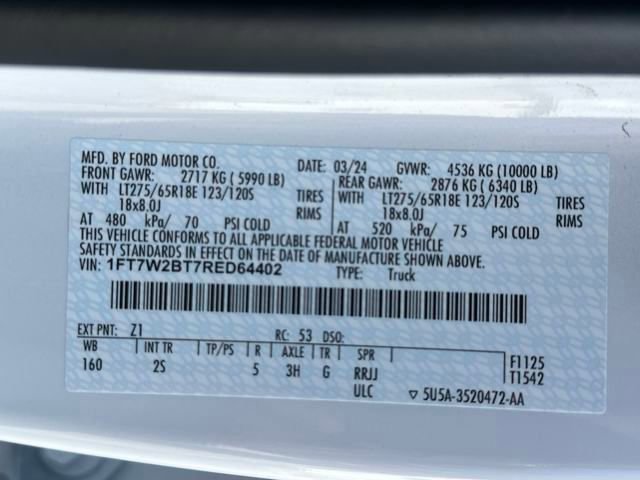 MFD. BY FORD MOTOR CO. DATE: 03/24 GVWR: 4536 KG (10000 LB)
FRONT GAWR: 2717 KG ( 5990 LB) REAR GAWR: 2876 KG ( 6340 LB)
WITH LT275/65R18E 123/120S TIRES WITH LT275/65R18E 123/120S TIRES
18x8.0J RIMS 18x8.0J RIMS
AT 480 kPa/ 70 PSI COLD AT 520 kPa/ 75 PSI COLD
THIS VEHICLE CONFORMS TO ALL APPLICABLE FEDERAL MOTOR VEHICLE
SAFETY STANDARDS IN EFFECT ON THE DATE OF MANUFACTURE SHOWN ABOVE.
VIN: 1FT7W2BT7RED64402 TYPE: Truck
EXT PNT: Z1 RC: 53 DSO:
WB INT TR TP/PS R AXLE TR SPR F1125
160 2S 5 3H G RRJJ T1542
ULC ▽ 5U5A-3520472-AA